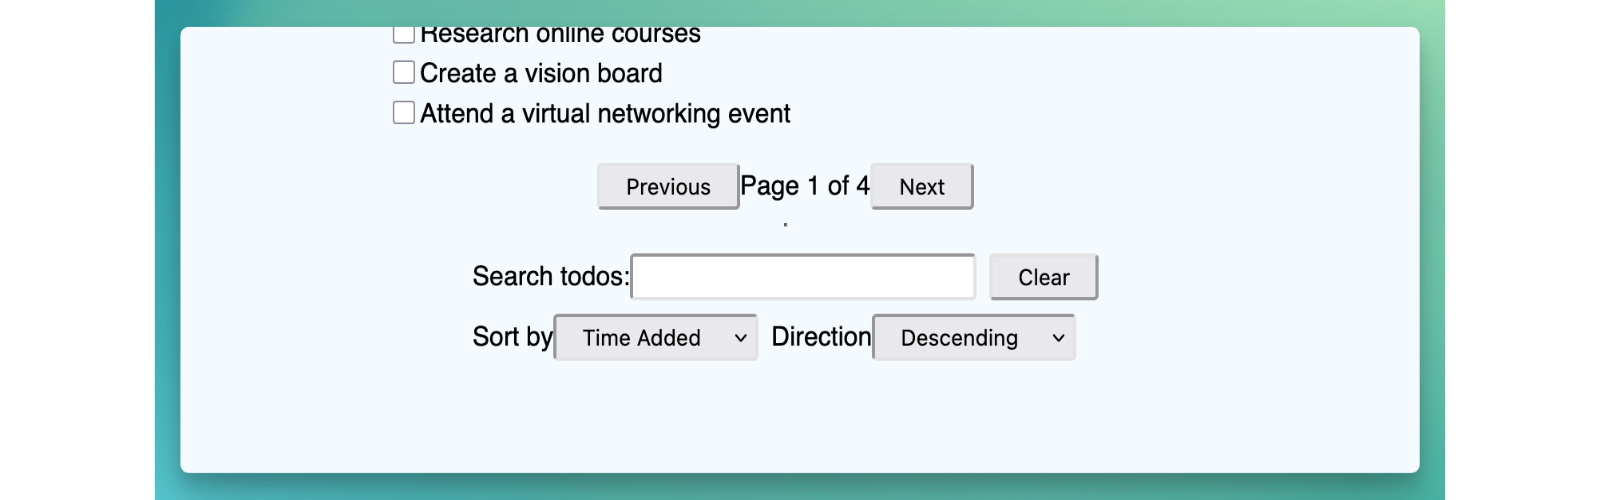 Research online courses
Create a vision board
Attend a virtual networking event
Previous Page 1 of 4 Next
Search todos: Clear
Sort by Time Added Direction Descending